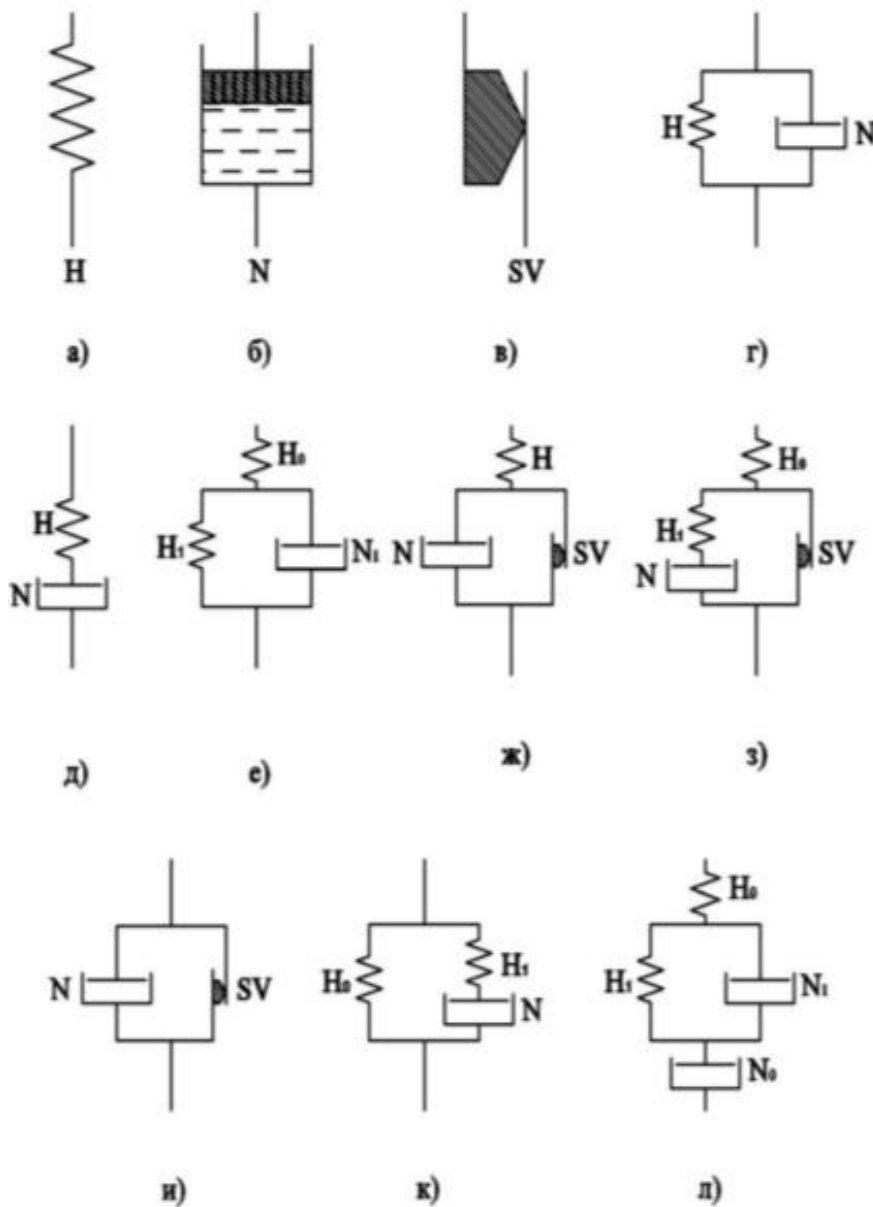 H N
H N SV
а) б) в) г)
H₀ H H₀
H H₁ N₁ N SV H₁ SV
N N
д) е) ж) з)
H₀
N SV H₀ H₁ H₁ N₁
N N₀
и) к) л)